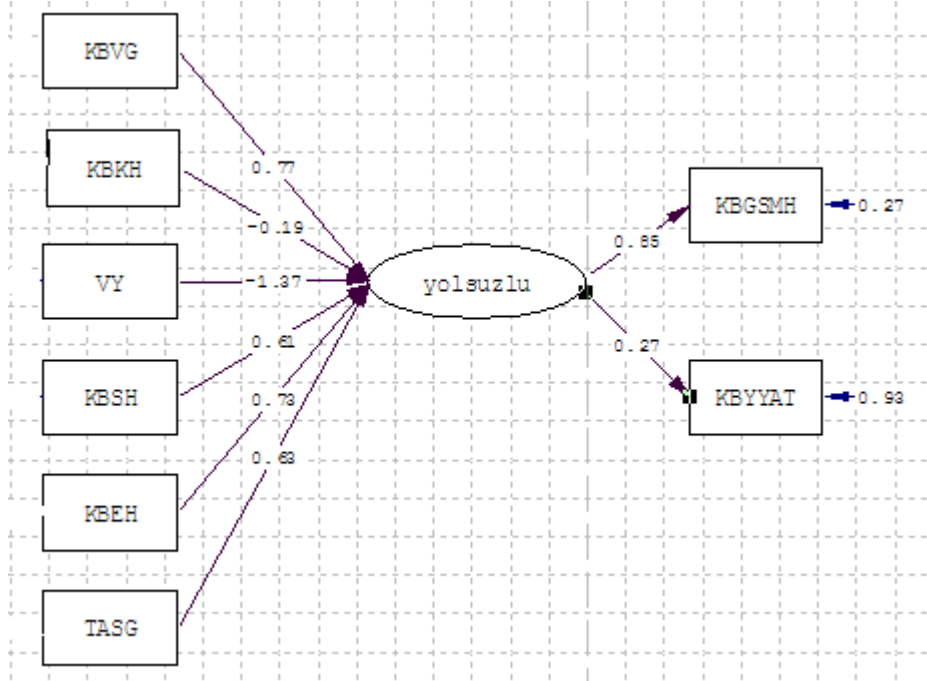 KBVG
0.77
KBKH
-0.19
VY
-1.37
KBSH
0.61
KBEH
0.73
TASG
0.63
yolsuzlu
0.85
KBGSMH
0.27
0.27
KBYYAT
0.93